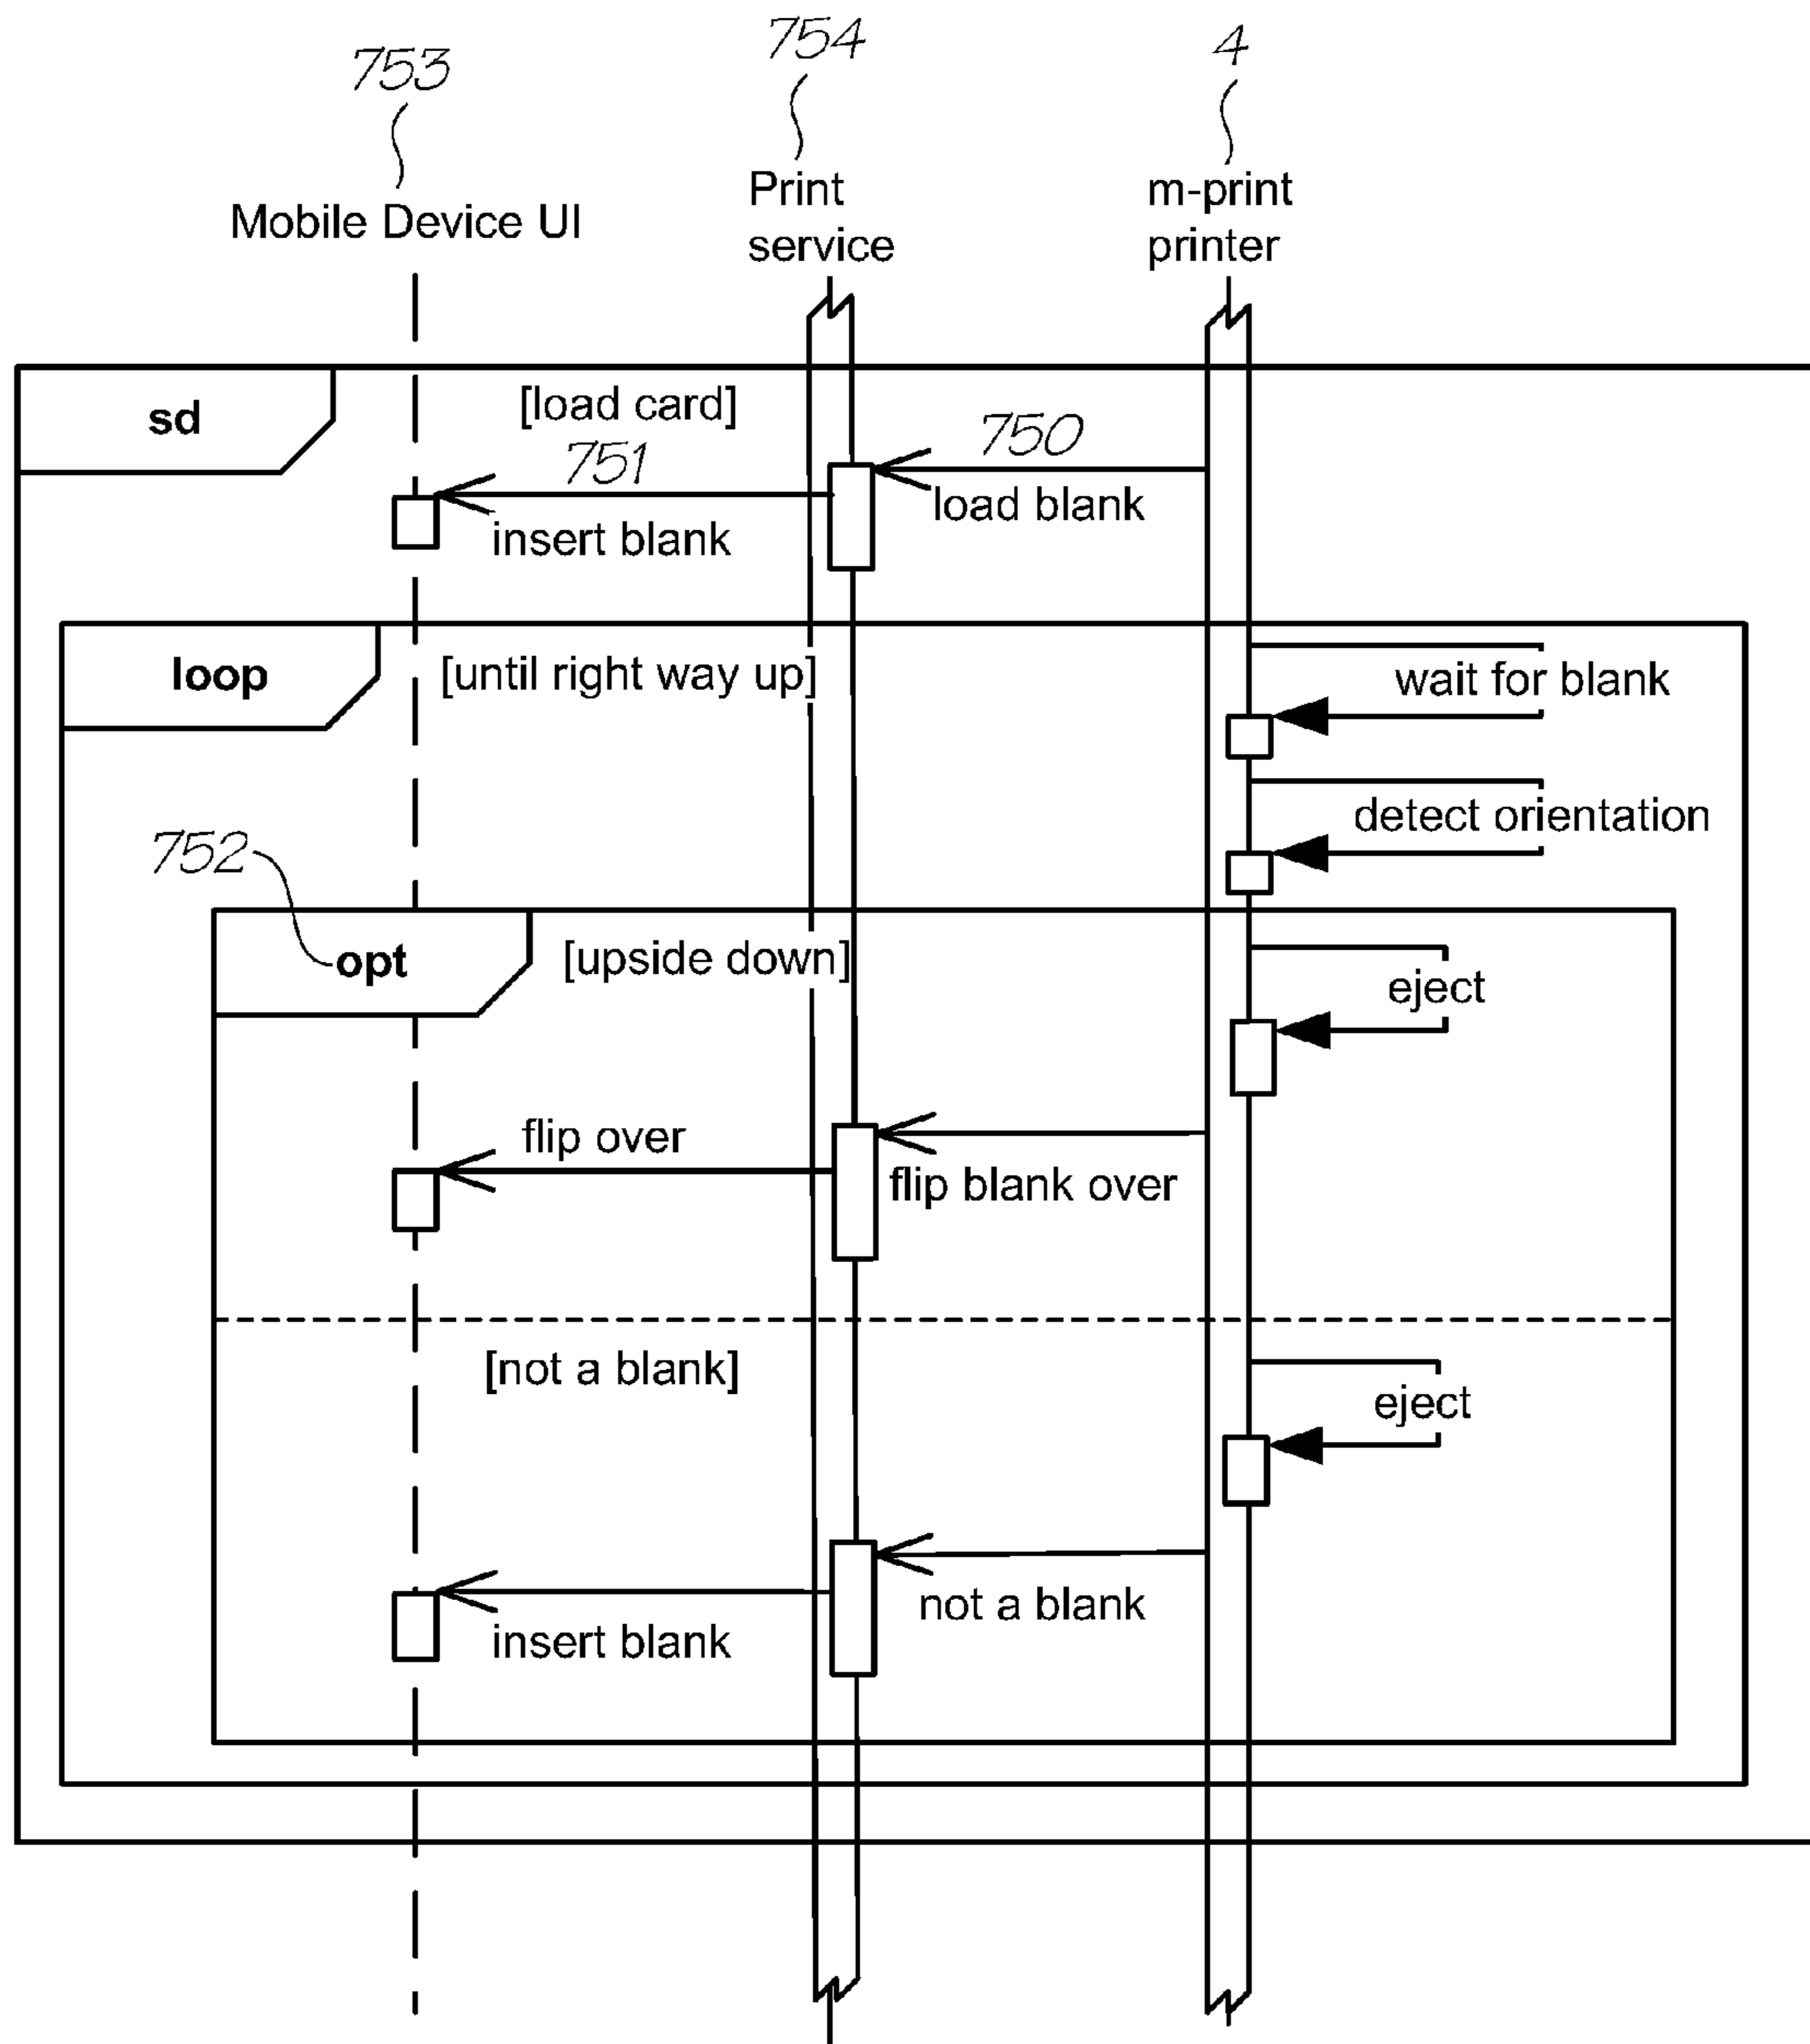 753
754
4
Mobile Device UI
Print
service
m-print
printer
sd
[load card]
750
751
load blank
insert blank
loop
[until right way up]
wait for blank
detect orientation
752
opt
[upside down]
eject
flip over
flip blank over
[not a blank]
eject
not a blank
insert blank